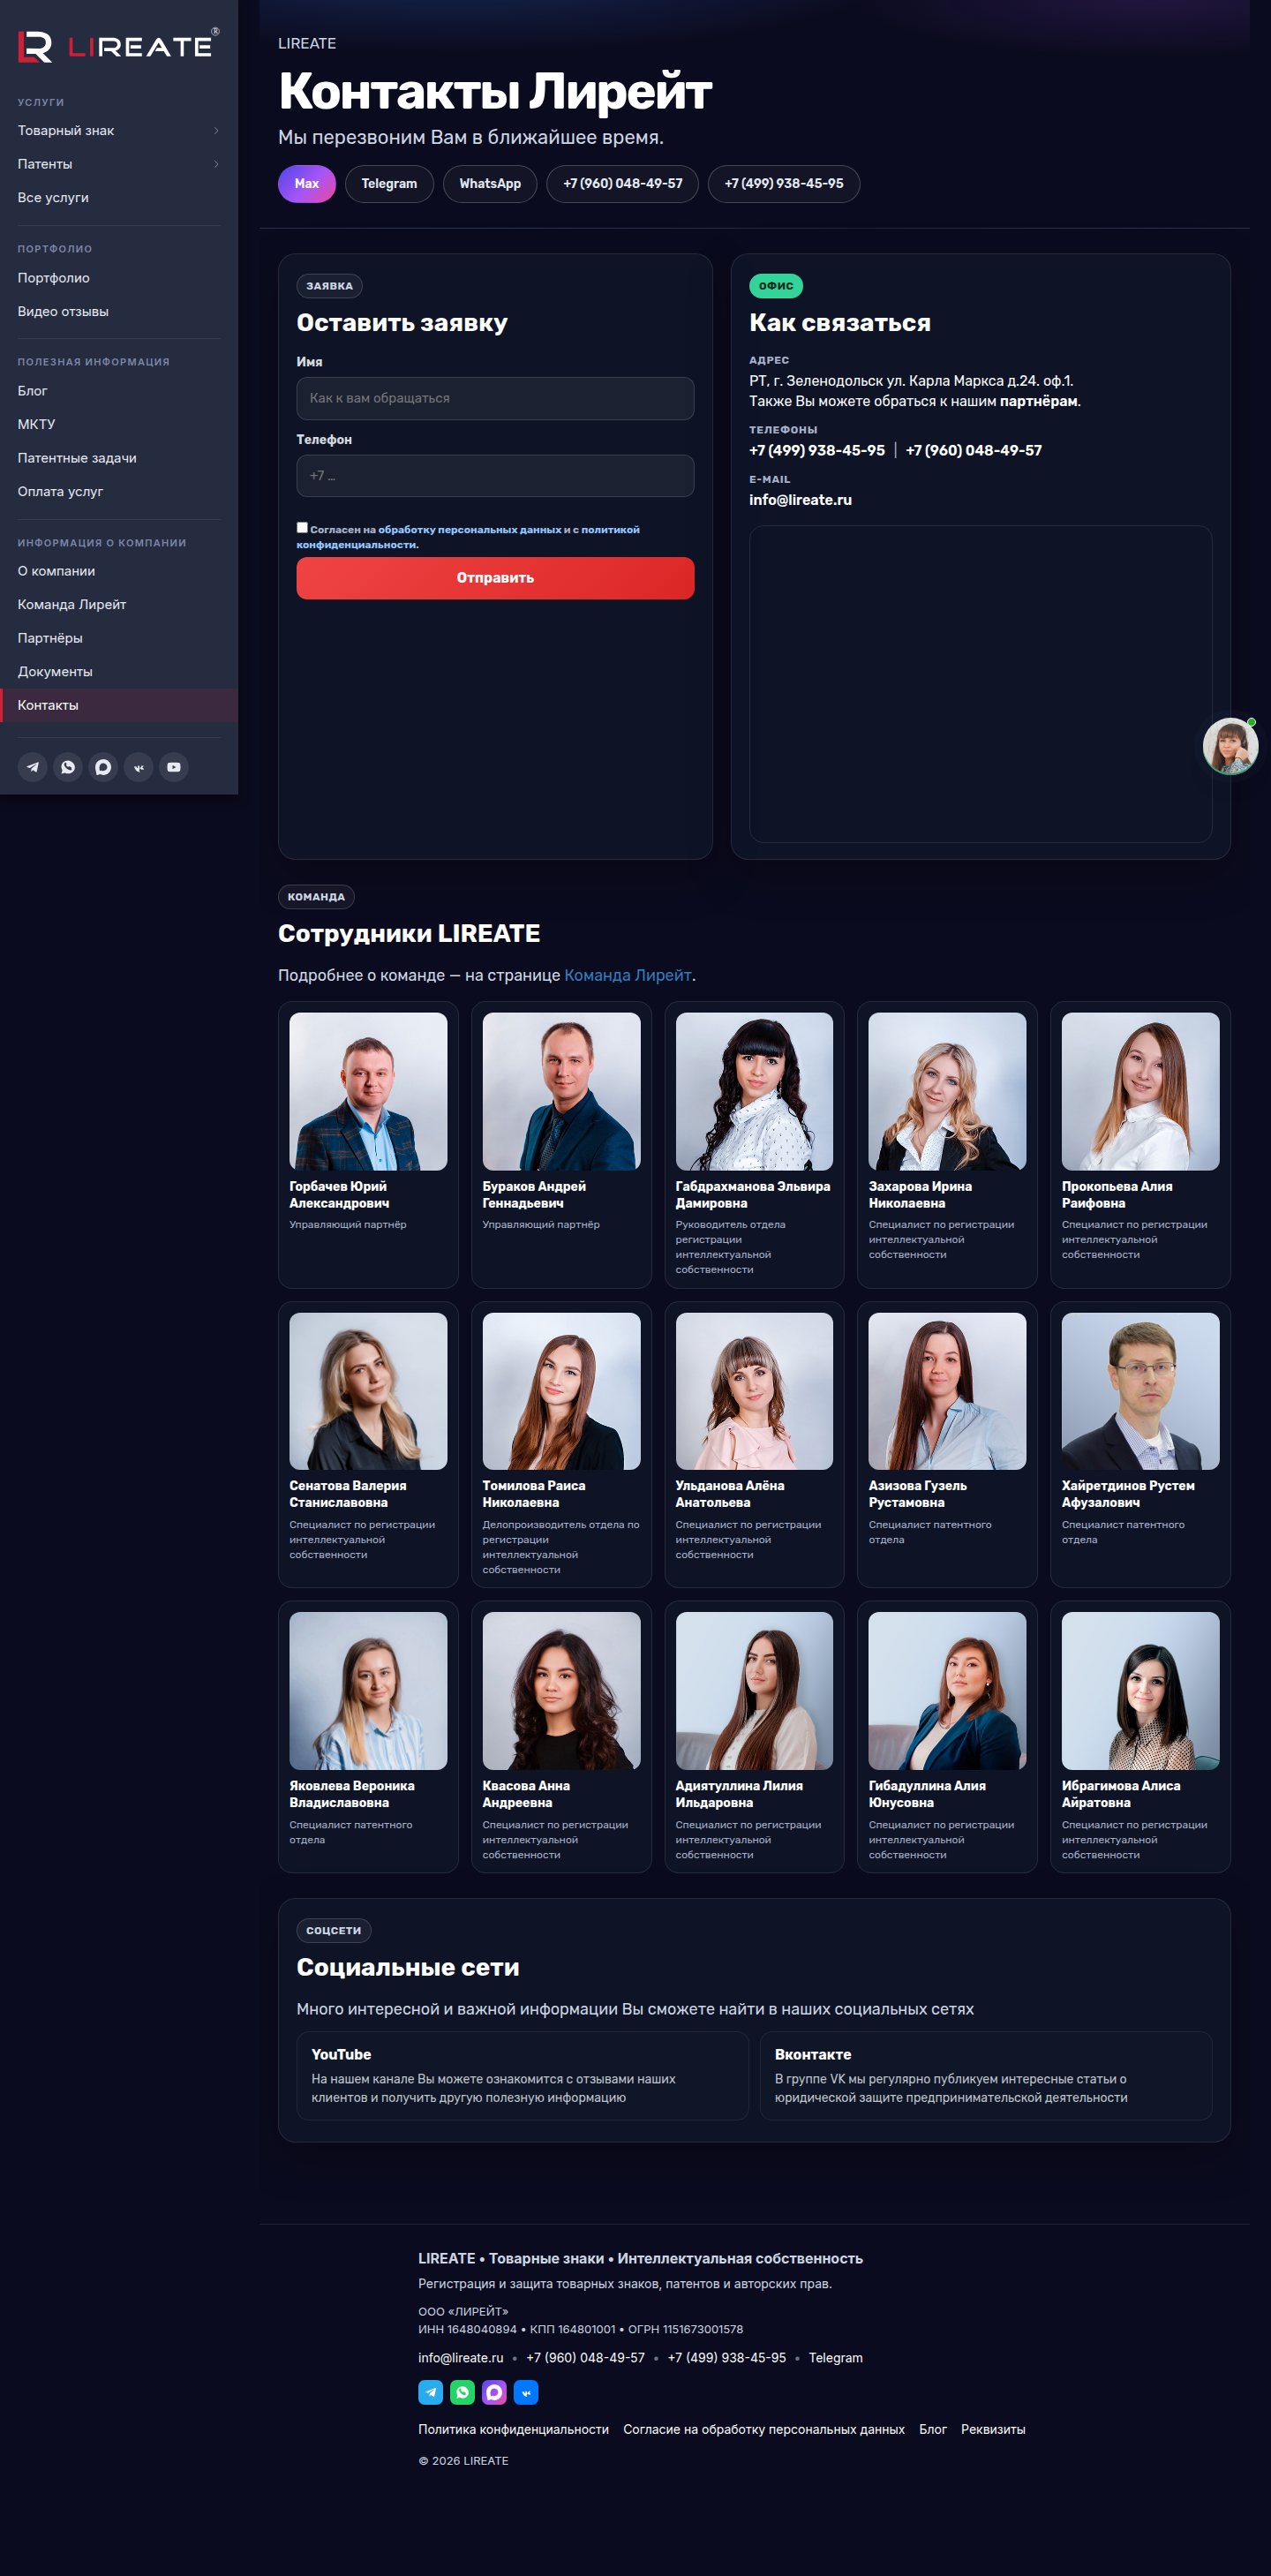 LIREATE®
УСЛУГИ
Товарный знак
Патенты
Все услуги
ПОРТФОЛИО
Портфолио
Видео отзывы
ПОЛЕЗНАЯ ИНФОРМАЦИЯ
Блог
МКТУ
Патентные задачи
Оплата услуг
ИНФОРМАЦИЯ О КОМПАНИИ
О компании
Команда Лирейт
Партнёры
Документы
Контакты
LIREATE
Контакты Лирейт
Мы перезвоним Вам в ближайшее время.
Max Telegram WhatsApp +7 (960) 048-49-57 +7 (499) 938-45-95
ЗАЯВКА
Оставить заявку
Имя
Как к вам обращаться
Телефон
+7 ...
Согласен на обработку персональных данных и с политикой
конфиденциальности.
Отправить
ОФИС
Как связаться
АДРЕС
РТ, г. Зеленодольск ул. Карла Маркса д.24. оф.1.
Также Вы можете обраться к нашим партнёрам.
ТЕЛЕФОНЫ
+7 (499) 938-45-95 | +7 (960) 048-49-57
E-MAIL
info@lireate.ru
КОМАНДА
Сотрудники LIREATE
Подробнее о команде — на странице Команда Лирейт.
Горбачев Юрий
Александрович
Управляющий партнёр
Бураков Андрей
Геннадьевич
Управляющий партнёр
Габдрахманова Эльвира
Дамировна
Руководитель отдела
регистрации
интеллектуальной
собственности
Захарова Ирина
Николаевна
Специалист по регистрации
интеллектуальной
собственности
Прокопьева Алия
Раифовна
Специалист по регистрации
интеллектуальной
собственности
Сенатова Валерия
Станиславовна
Специалист по регистрации
интеллектуальной
собственности
Томилова Раиса
Николаевна
Делопроизводитель отдела по
регистрации
интеллектуальной
собственности
Ульданова Алёна
Анатольева
Специалист по регистрации
интеллектуальной
собственности
Азизова Гузель
Рустамовна
Специалист патентного
отдела
Хайретдинов Рустем
Афузалович
Специалист патентного
отдела
Яковлева Вероника
Владиславовна
Специалист патентного
отдела
Квасова Анна
Андреевна
Специалист по регистрации
интеллектуальной
собственности
Адиятуллина Лилия
Ильдаровна
Специалист по регистрации
интеллектуальной
собственности
Гибадуллина Алия
Юнусовна
Специалист по регистрации
интеллектуальной
собственности
Ибрагимова Алиса
Айратовна
Специалист по регистрации
интеллектуальной
собственности
СОЦСЕТИ
Социальные сети
Много интересной и важной информации Вы сможете найти в наших социальных сетях
YouTube
На нашем канале Вы можете ознакомится с отзывами наших
клиентов и получить другую полезную информацию
Вконтакте
В группе VK мы регулярно публикуем интересные статьи о
юридической защите предпринимательской деятельности
LIREATE • Товарные знаки • Интеллектуальная собственность
Регистрация и защита товарных знаков, патентов и авторских прав.
ООО «ЛИРЕЙТ»
ИНН 1648040894 • КПП 164801001 • ОГРН 1151673001578
info@lireate.ru • +7 (960) 048-49-57 • +7 (499) 938-45-95 • Telegram
Политика конфиденциальности Согласие на обработку персональных данных Блог Реквизиты
© 2026 LIREATE